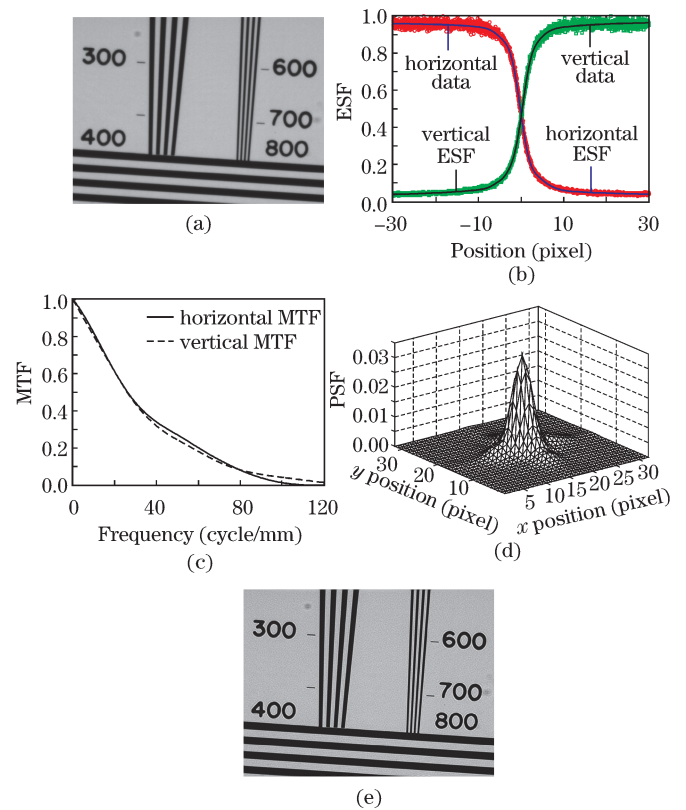 300
600
700
400
800
(a)
1.0
0.8
0.6
0.4
0.2
0.0
ESF
horizontal data
vertical data
vertical ESF
horizontal ESF
−30
−10
10
30
Position (pixel)
(b)
1.0
0.8
0.6
0.4
0.2
0.0
MTF
horizontal MTF
vertical MTF
0
40
80
120
Frequency (cycle/mm)
(c)
0.03
0.02
0.01
0.00
PSF
30
20
10
y position (pixel)
5 10 15 20 25 30
x position (pixel)
(d)
300
600
700
400
800
(e)